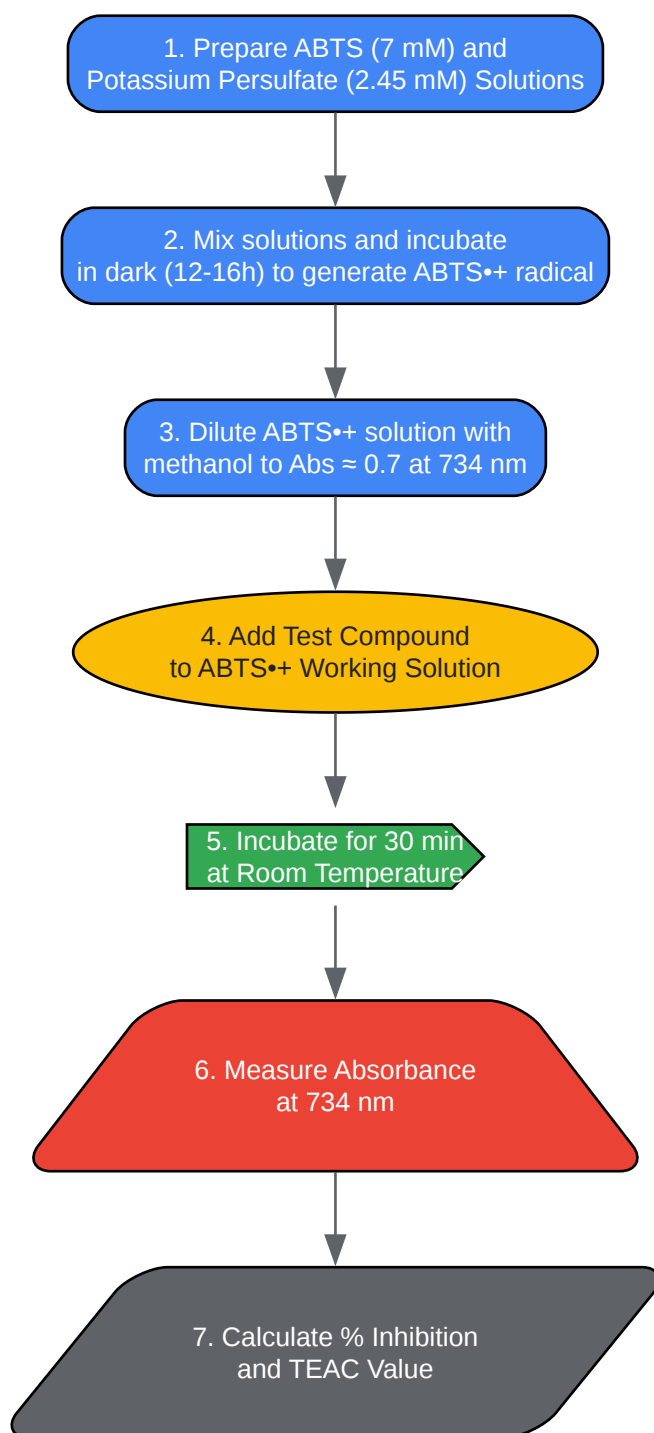 1. Prepare ABTS (7 mM) and
Potassium Persulfate (2.45 mM) Solutions
2. Mix solutions and incubate
in dark (12-16h) to generate ABTS•+ radical
3. Dilute ABTS•+ solution with
methanol to Abs ≈ 0.7 at 734 nm
4. Add Test Compound
to ABTS•+ Working Solution
5. Incubate for 30 min
at Room Temperature
6. Measure Absorbance
at 734 nm
7. Calculate % Inhibition
and TEAC Value